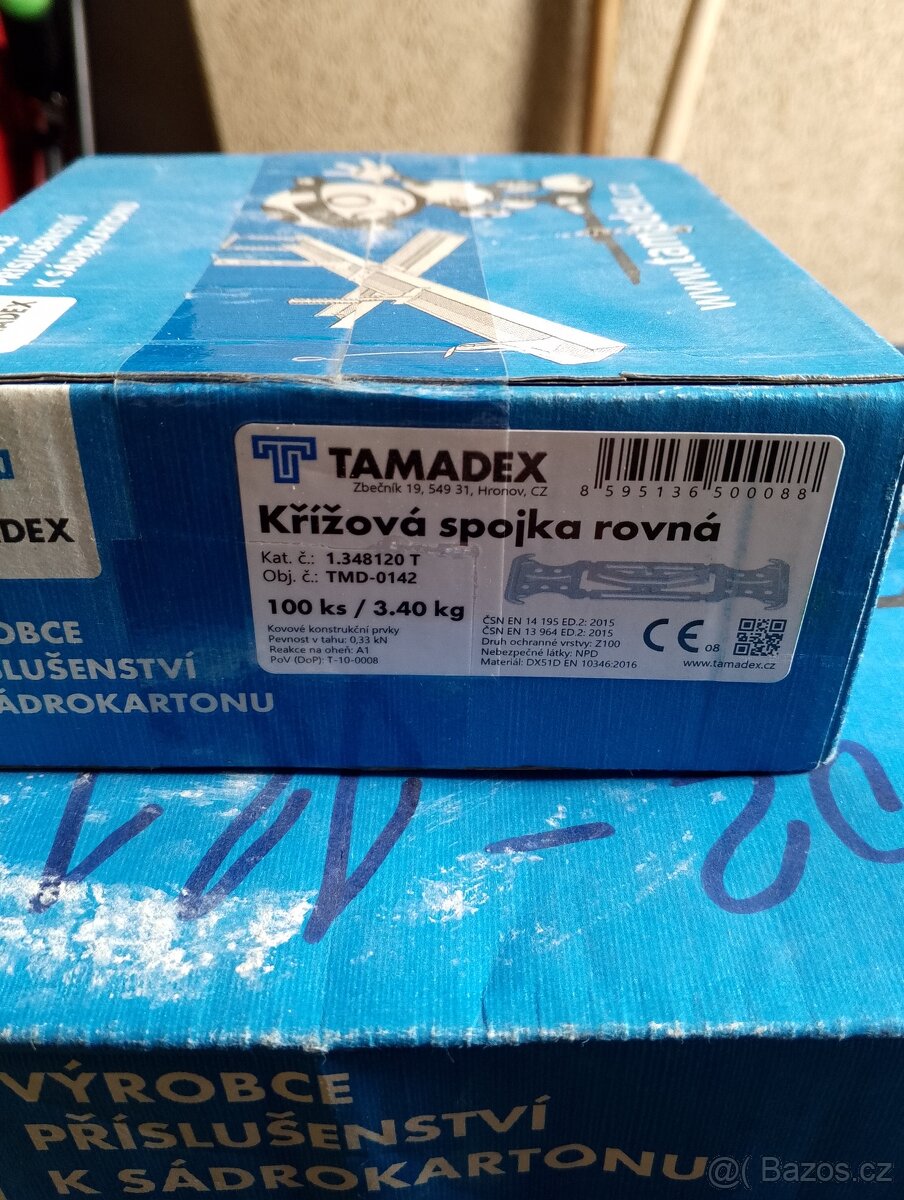 PŘÍSLUŠENSTVÍ
K SÁDROKARTONU
www.tamadex.cz
TAMADEX
Zbečník 19, 549 31, Hronov, CZ
8 595136 500088
Křížová spojka rovná
Kat. č.: 1.348120 T
Obj. č.: TMD-0142
100 ks / 3.40 kg
Kovové konstrukční prvky
Pevnost v tahu: 0,33 kN
Reakce na oheň: A1
PoV (DoP): T-10-0008
ČSN EN 14 195 ED.2: 2015
ČSN EN 13 964 ED.2: 2015
Druh ochranné vrstvy: Z100
Nebezpečné látky: NPD
Materiál: DX51D EN 10346:2016
CE 08
www.tamadex.cz
ADEX
DEX
OBCE
SLUŠENSTVÍ
ÁDROKARTONU
VÝROBCE
PŘÍSLUŠENSTVÍ
K SÁDROKARTONU
@( Bazos.cz